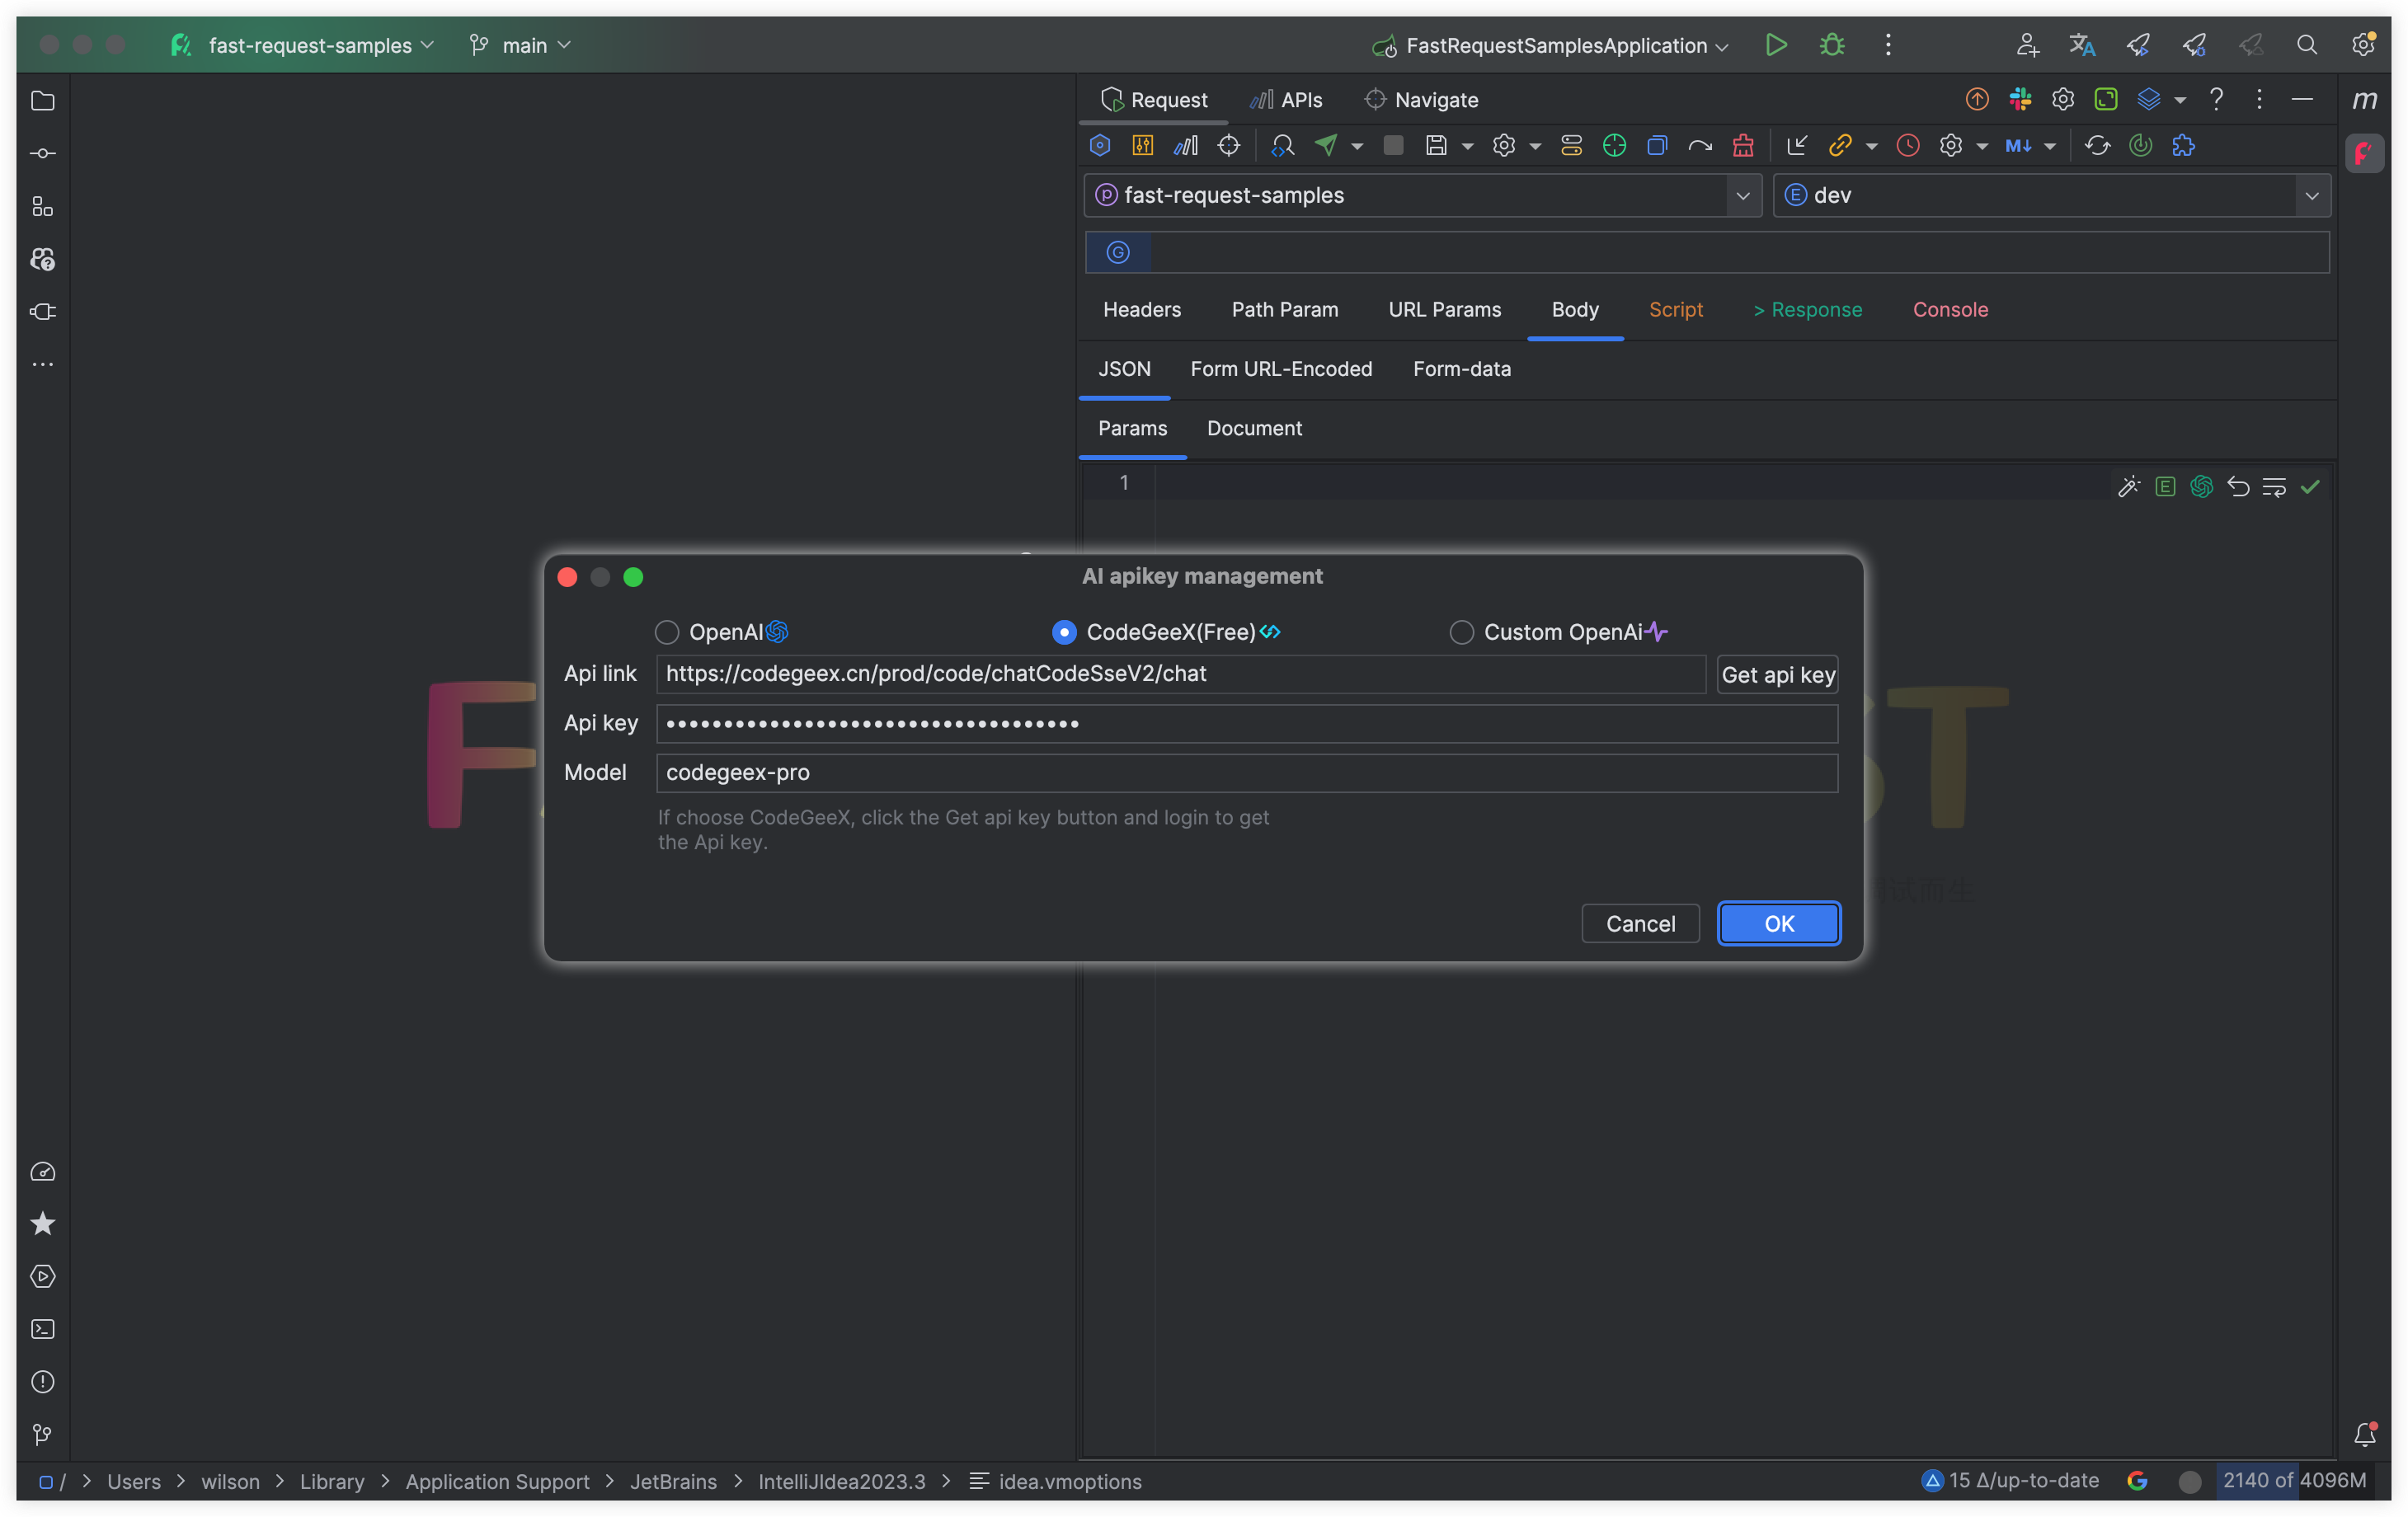 fast-request-samples
main
FastRequestSamplesApplication
Request APIs Navigate
m
M↓
fast-request-samples
dev
G
Headers Path Param URL Params Body Script > Response Console
JSON Form URL-Encoded Form-data
Params Document
1
AI apikey management
OpenAI CodeGeeX(Free) Custom OpenAi
Api link https://codegeex.cn/prod/code/chatCodeSseV2/chat Get api key
Api key ••••••••••••••••••••••••••••••••••••
Model codegeex-pro
If choose CodeGeeX, click the Get api key button and login to get
the Api key.
F
ST
试而生
Cancel OK
/ > Users > wilson > Library > Application Support > JetBrains > IntelliJIdea2023.3 > idea.vmoptions
15 Δ/up-to-date
2140 of 4096M